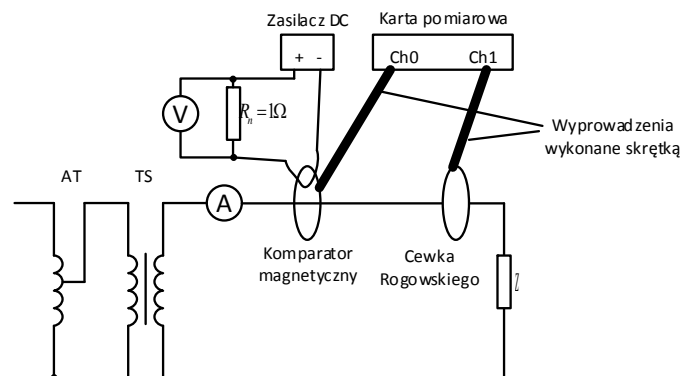 Zasilacz DC
Karta pomiarowa
+ -
Ch0
Ch1
V
Rₙ=1Ω
Wyprowadzenia
wykonane skrętką
AT
TS
A
Komparator
magnetyczny
Cewka
Rogowskiego
Z